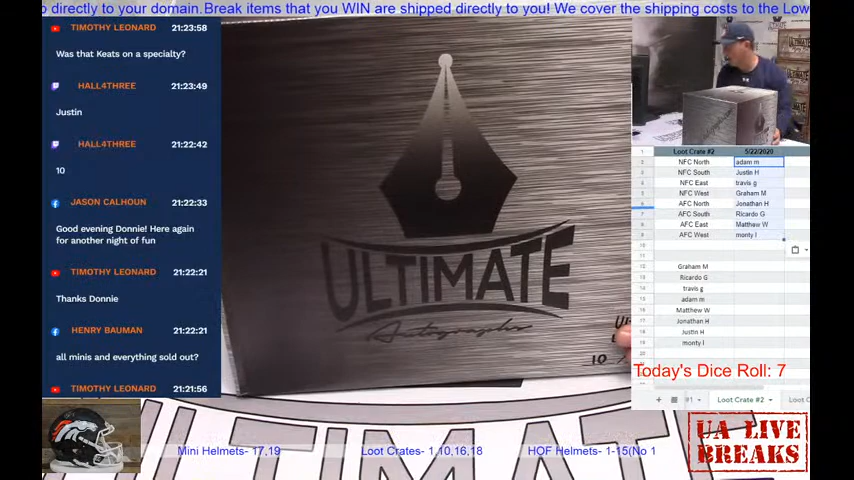 o directly to your domain.Break items that you WIN are shipped directly to you! We cover the shipping costs to the Low
TIMOTHY LEONARD 21:23:58
Was that Keats on a specialty?
HALL4THREE 21:23:49
Justin
HALL4THREE 21:22:42
10
JASON CALHOUN 21:22:33
Good evening Donnie! Here again
for another night of fun
TIMOTHY LEONARD 21:22:21
Thanks Donnie
HENRY BAUMAN 21:22:21
all minis and everything sold out?
TIMOTHY LEONARD 21:21:56
ULTIMATE
Autographs
10
1 Loot Crate #2 5/22/2020
NFC North adam m
NFC South Justin H
NFC East travis g
NFC West Graham M
AFC North Jonathan H
AFC South Ricardo G
AFC East Matthew W
AFC West monty l
Graham M
Ricardo G
travis g
adam m
Matthew W
Jonathan H
Justin H
monty l
Today's Dice Roll: 7
#1 Loot Crate #2 Loot C
UA LIVE
BREAKS
Mini Helmets- 17,19 Loot Crates- 1,10,16,18 HOF Helmets- 1-15(No 1
ULTIMAT